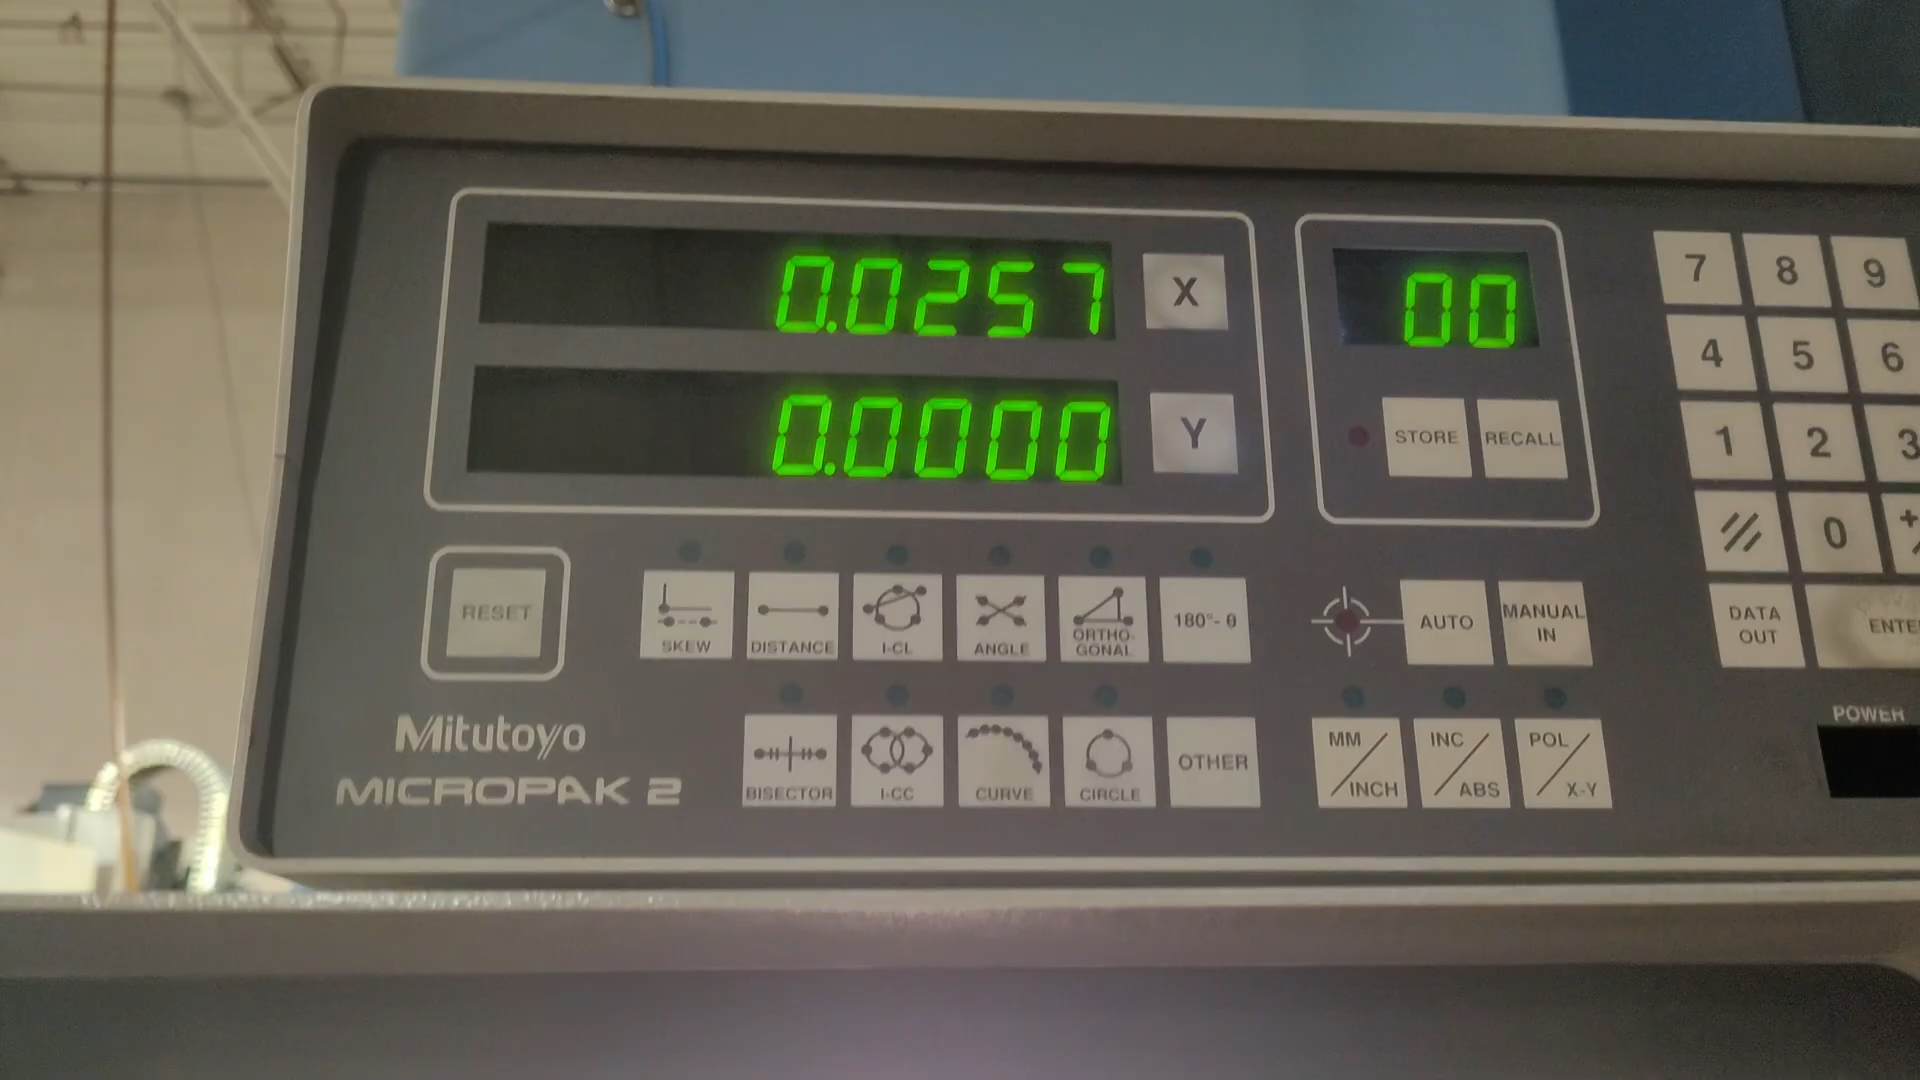 0.0257 X
0.0000 Y
00
STORE RECALL
7 8 9
4 5 6
1 2 3
0
RESET
SKEW DISTANCE I-CL ANGLE ORTHO-GONAL 180°-θ
AUTO MANUAL IN
DATA OUT
Mitutoyo
MICROPAK 2
BISECTOR I-CC CURVE CIRCLE OTHER
MM/INCH INC/ABS POL/X-Y
POWER